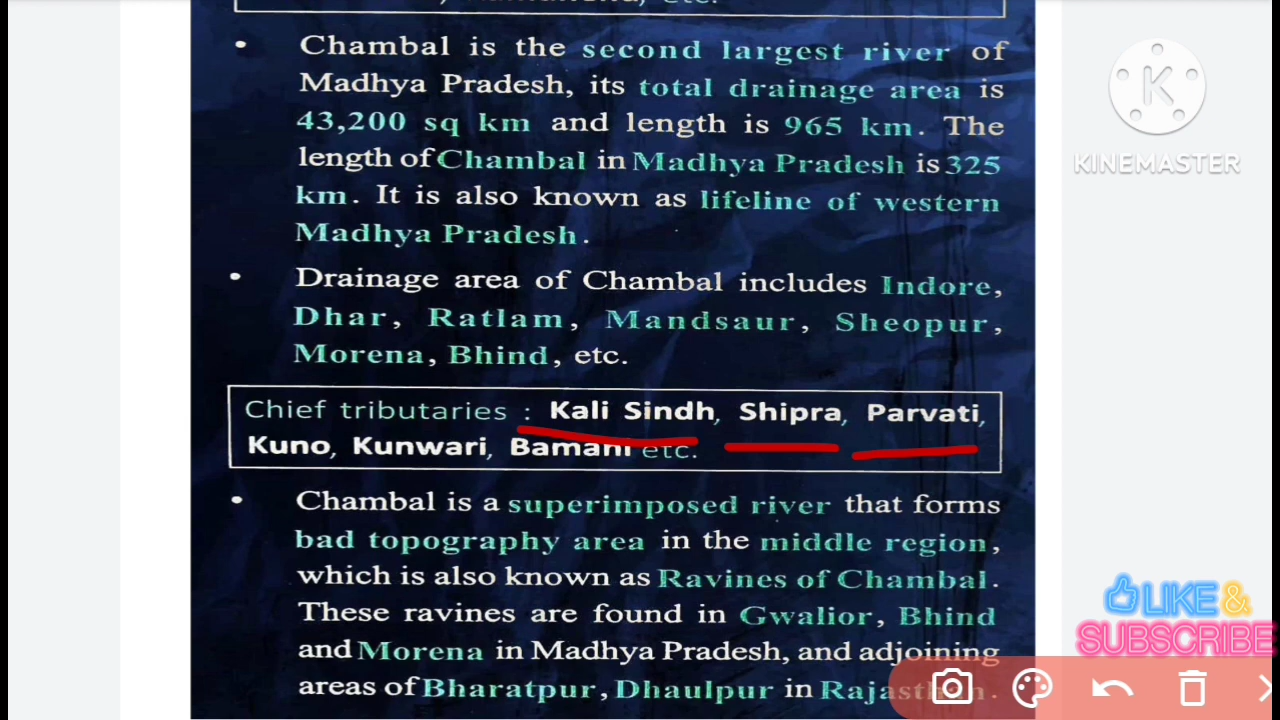 Chambal is the second largest river of
Madhya Pradesh, its total drainage area is
43,200 sq km and length is 965 km. The
length of Chambal in Madhya Pradesh is 325
km. It is also known as lifeline of western
Madhya Pradesh.
Drainage area of Chambal includes Indore,
Dhar, Ratlam, Mandsaur, Sheopur,
Morena, Bhind, etc.
Chief tributaries : Kali Sindh, Shipra, Parvati,
Kuno, Kunwari, Bamani etc.
Chambal is a superimposed river that forms
bad topography area in the middle region,
which is also known as Ravines of Chambal.
These ravines are found in Gwalior, Bhind
and Morena in Madhya Pradesh, and adjoining
areas of Bharatpur, Dhaulpur in Rajasthan.
K
KINEMASTER
LIKE &
SUBSCRIBE